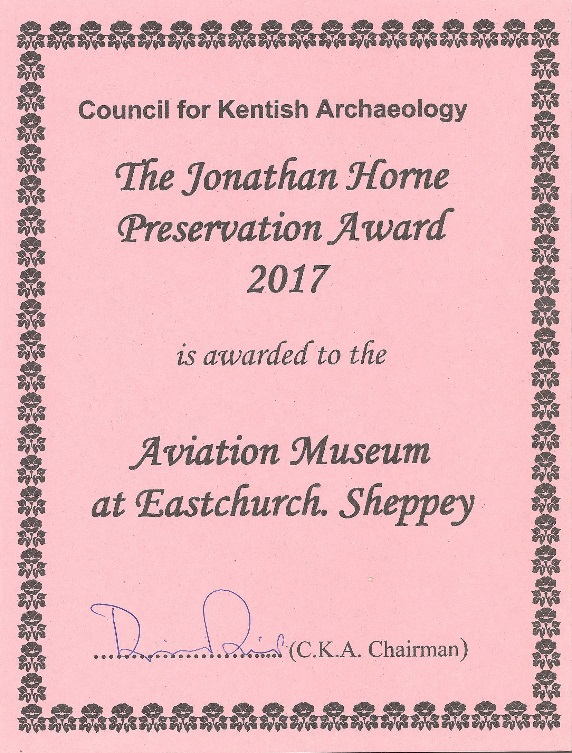 Council for Kentish Archaeology
The Jonathan Horne
Preservation Award
2017
is awarded to the
Aviation Museum
at Eastchurch. Sheppey
(C.K.A. Chairman)